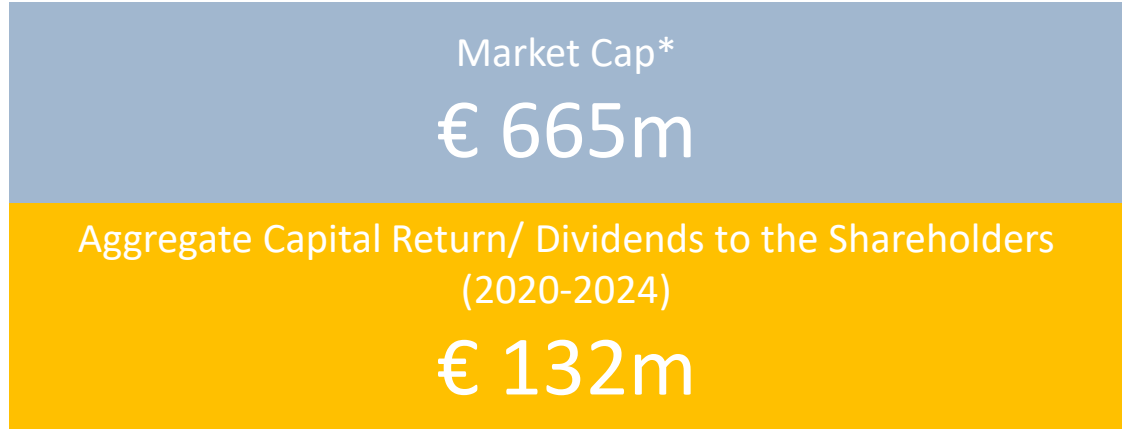 Market Cap*
€ 665m
Aggregate Capital Return/ Dividends to the Shareholders
(2020-2024)
€ 132m